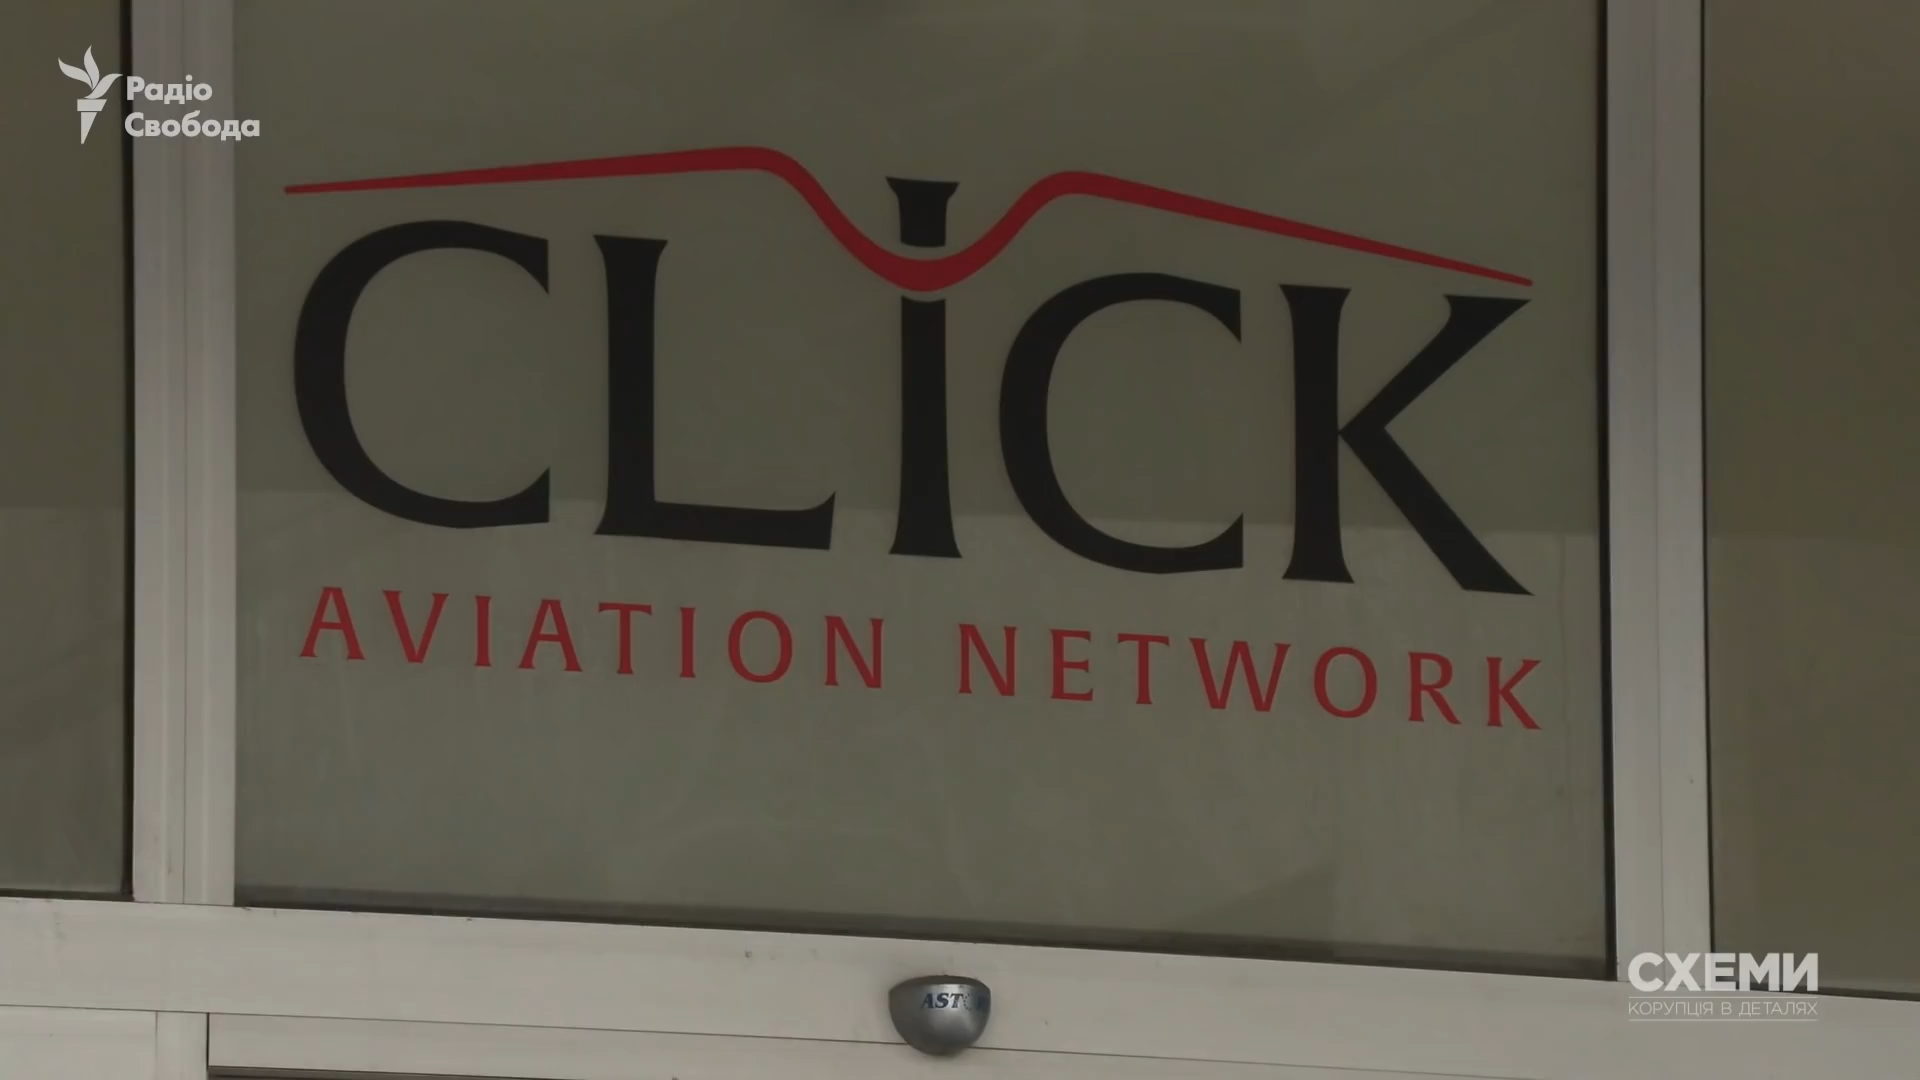 Радіо
Свобода
CLICK
AVIATION NETWORK
СХЕМИ
КОРУПЦІЯ В ДЕТАЛЯХ